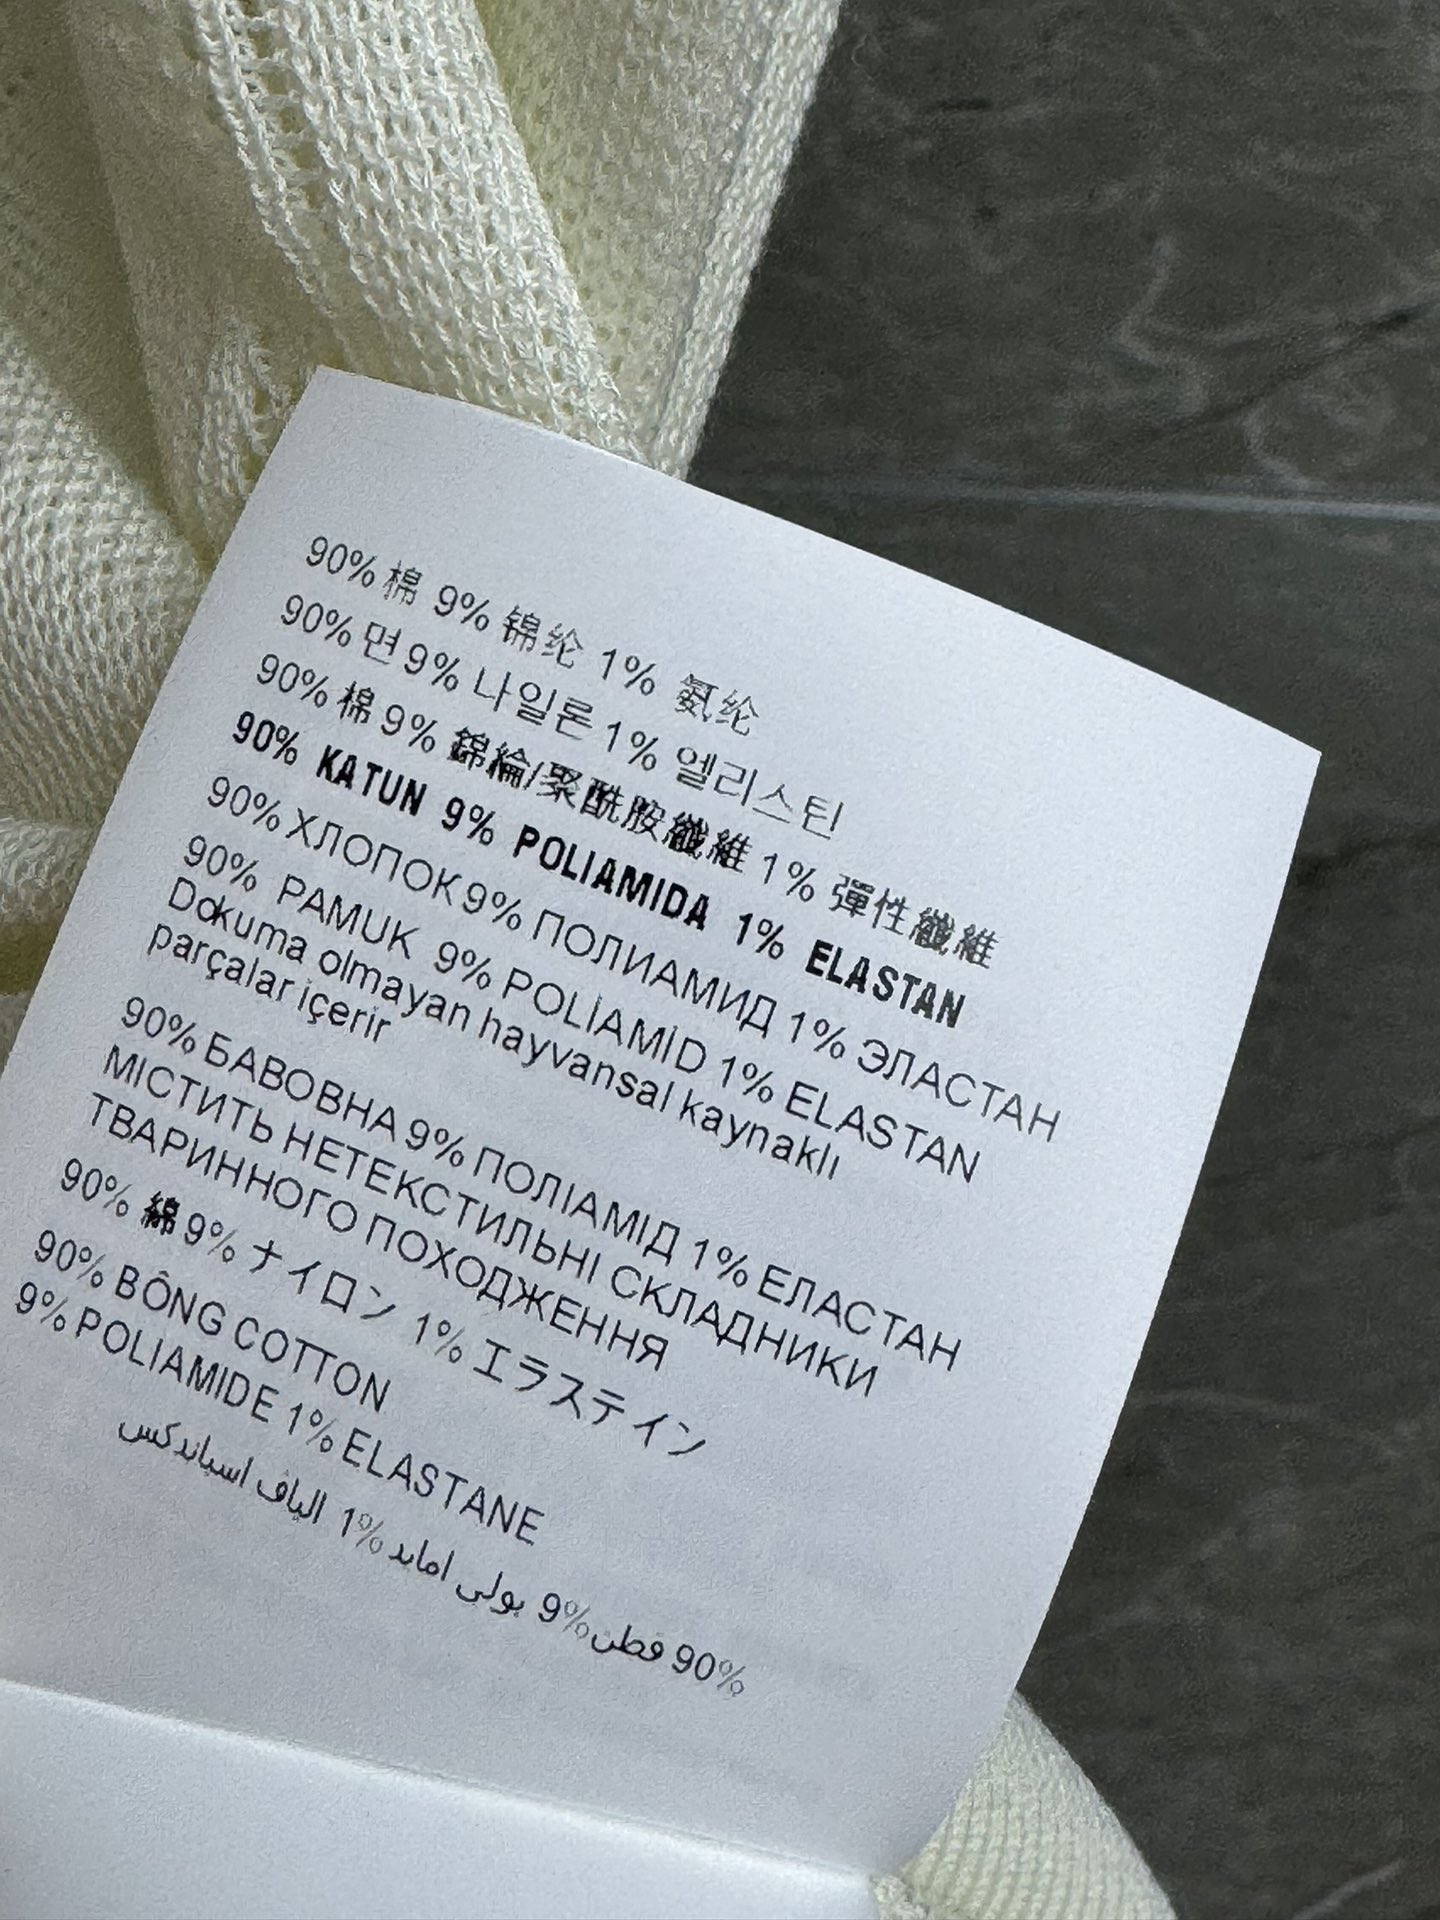 90% 棉 9% 锦纶 1% 氨纶
90% 면 9% 나일론 1% 엘리스틴
90% 棉 9% 錦綸/聚酰胺纖維 1% 彈性纖維
90% KATUN 9% POLIAMIDA 1% ELASTAN
90% ХЛОПОК 9% ПОЛИАМИД 1% ЭЛАСТАН
90% PAMUK 9% POLİAMİD 1% ELASTAN
Dokuma olmayan hayvansal kaynaklı
parçalar içerir
90% БАВОВНА 9% ПОЛІАМІД 1% ЕЛАСТАН
МІСТИТЬ НЕТЕКСТИЛЬНІ СКЛАДНИКИ
ТВАРИННОГО ПОХОДЖЕННЯ
90% 綿 9% ナイロン 1% エラスティン
90% BÔNG COTTON
9% POLIAMIDE 1% ELASTANE
90% قطن 9% بولي امايد 1% الياف اسباندكس